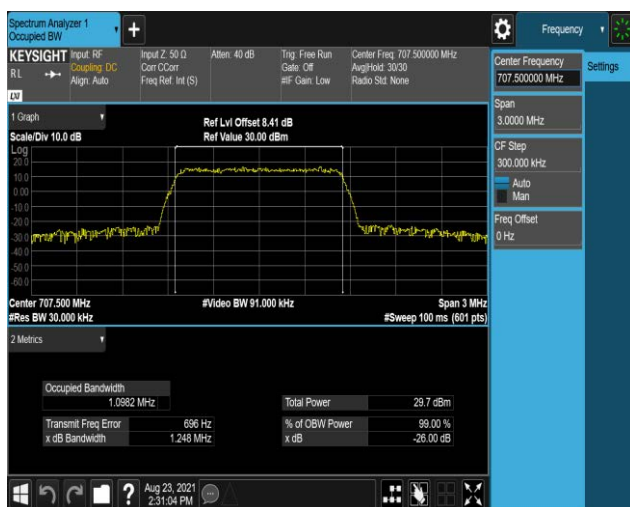 Spectrum Analyzer 1
Occupied BW
+
Frequency
KEYSIGHT
RL
LXI
Input: RF
Coupling: DC
Align: Auto
Input Z: 50 Ω
Corr CCorr
Freq Ref: Int (S)
Atten: 40 dB
Trig: Free Run
Gate: Off
#IF Gain: Low
Center Freq: 707.500000 MHz
Avg|Hold: 30/30
Radio Std: None
Center Frequency
707.500000 MHz
Settings
Span
3.0000 MHz
CF Step
300.000 kHz
Auto
Man
Freq Offset
0 Hz
1 Graph
Scale/Div 10.0 dB
Ref Lvl Offset 8.41 dB
Ref Value 30.00 dBm
Log
20.0
10.0
0.00
-10.0
-20.0
-30.0
-40.0
-50.0
-60.0
Center 707.500 MHz
#Video BW 91.000 kHz
Span 3 MHz
#Res BW 30.000 kHz
#Sweep 100 ms (601 pts)
2 Metrics
Occupied Bandwidth
1.0982 MHz
Total Power 29.7 dBm
Transmit Freq Error 696 Hz
% of OBW Power 99.00 %
x dB Bandwidth 1.248 MHz
x dB -26.00 dB
?
Aug 23, 2021
2:31:04 PM